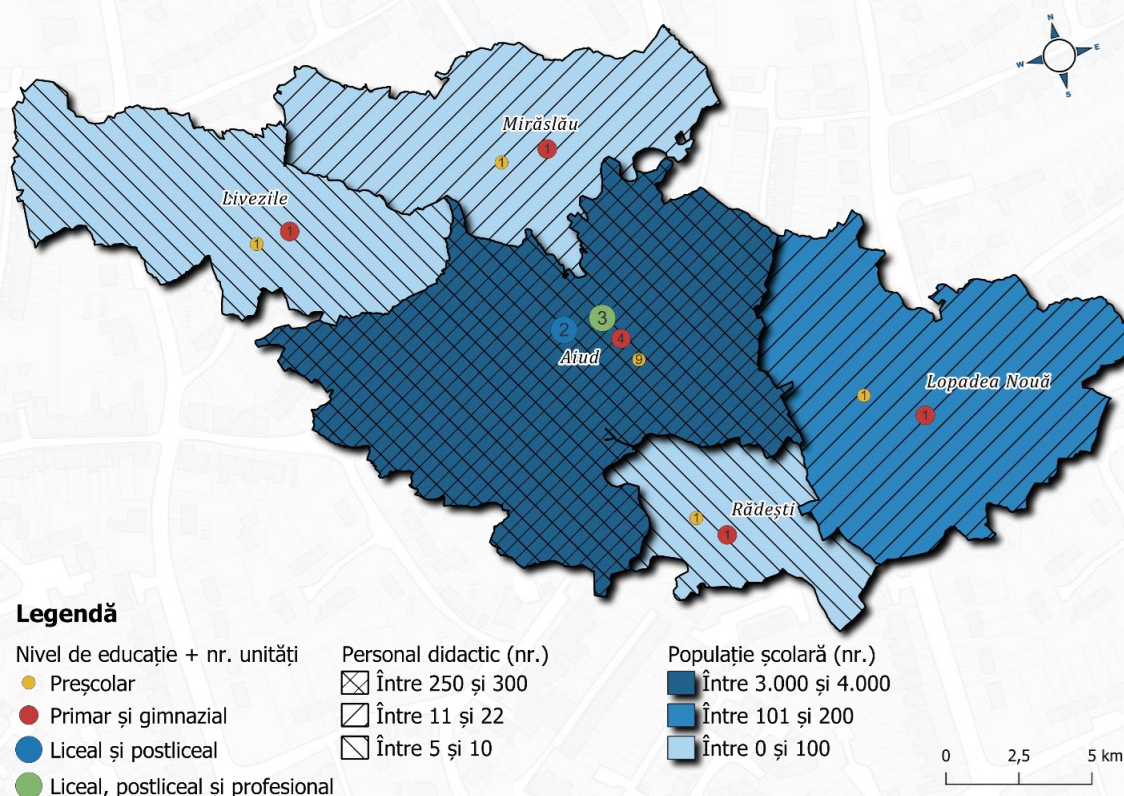 N
W
E
S
Mirăslău
1
1
Livezile
1
1
2
3
4
9
Aiud
Lopadea Nouă
1
1
Rădești
1
1
Legendă
Nivel de educație + nr. unități
Preșcolar
Primar și gimnazial
Liceal și postliceal
Liceal, postliceal si profesional
Personal didactic (nr.)
Între 250 și 300
Între 11 și 22
Între 5 și 10
Populație școlară (nr.)
Între 3.000 și 4.000
Între 101 și 200
Între 0 și 100
0 2,5 5 km